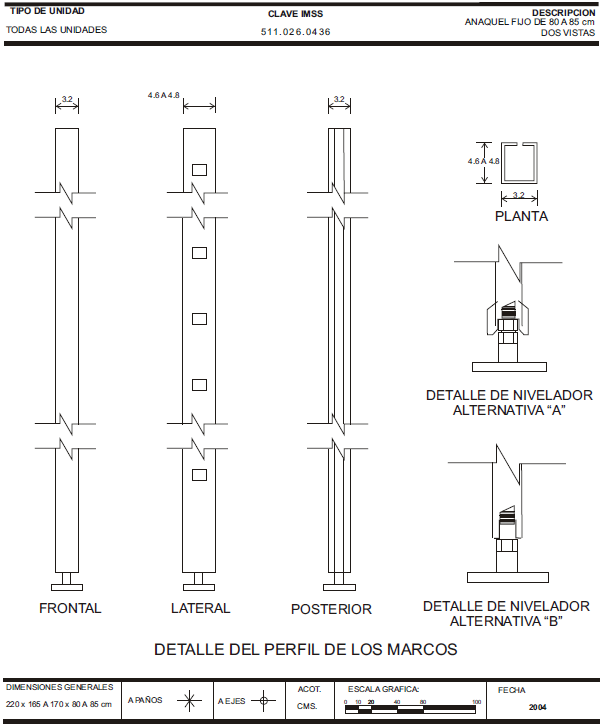 TIPO DE UNIDAD
TODAS LAS UNIDADES
CLAVE IMSS
511.026.0436
DESCRIPCION
ANAQUEL FIJO DE 80 A 85 cm
DOS VISTAS
3.2
4.6 A 4.8
3.2
4.6 A 4.8
3.2
PLANTA
DETALLE DE NIVELADOR
ALTERNATIVA “A”
DETALLE DE NIVELADOR
ALTERNATIVA “B”
FRONTAL
LATERAL
POSTERIOR
DETALLE DEL PERFIL DE LOS MARCOS
DIMENSIONES GENERALES
220 x 165 A 170 x 80 A 85 cm
A PAÑOS
A EJES
ACOT.
CMS.
ESCALA GRAFICA:
0 10 20 40 80 100
FECHA
2004